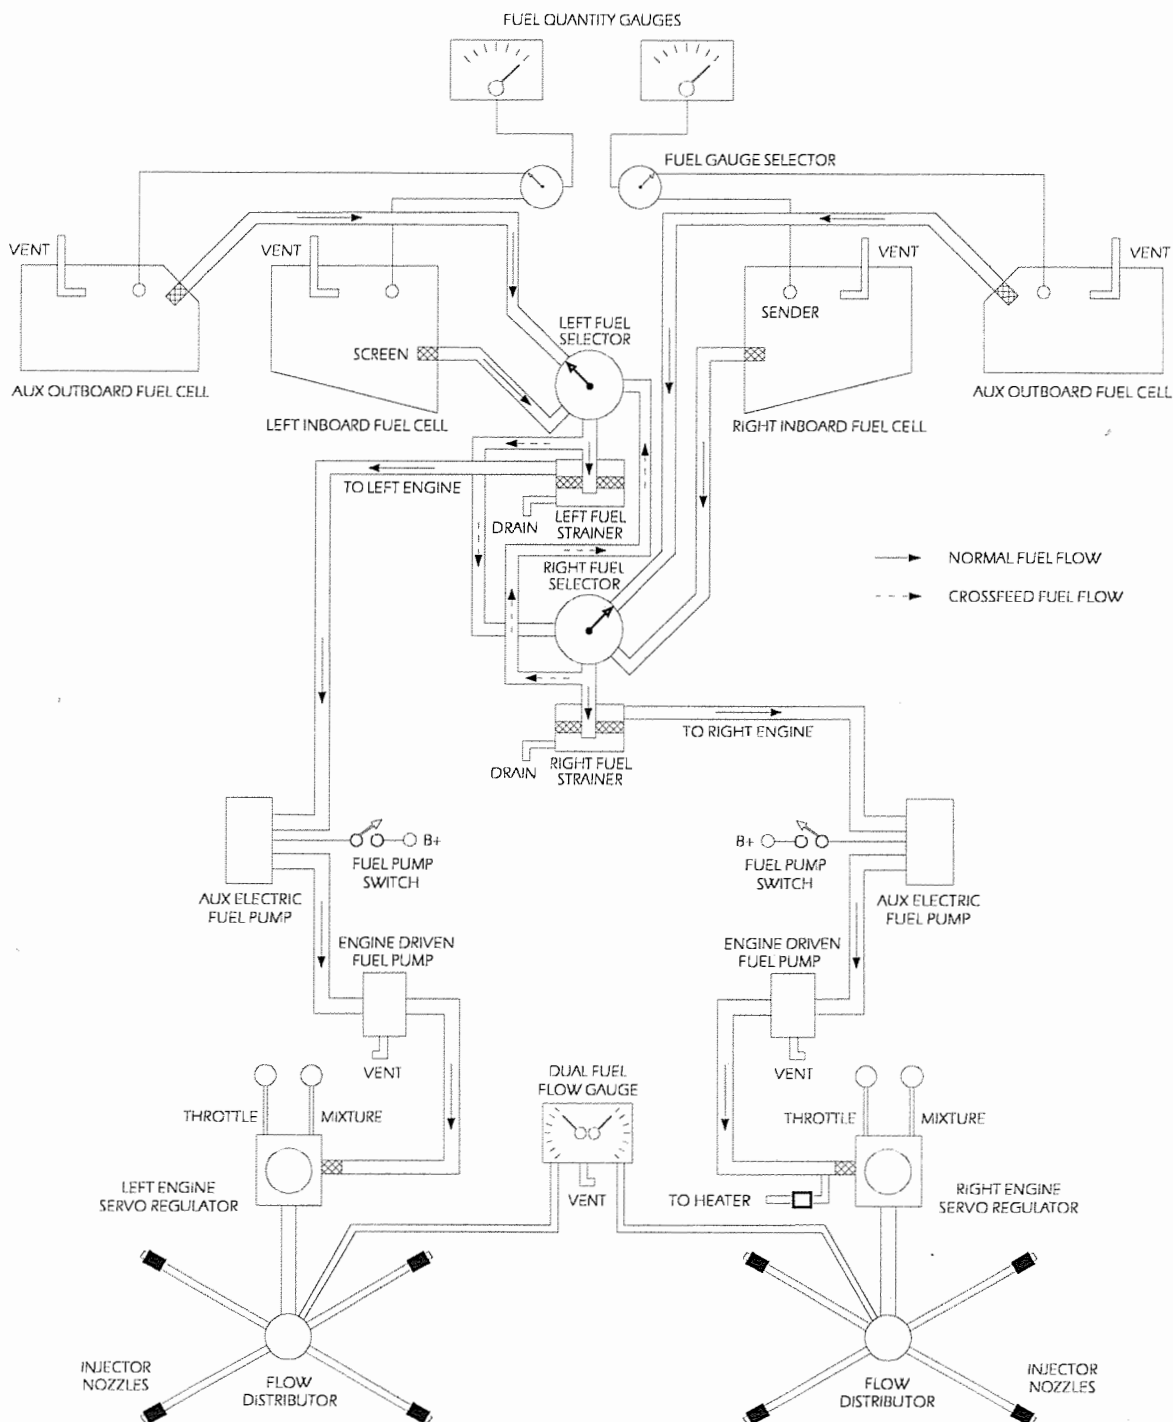 FUEL QUANTITY GAUGES
FUEL GAUGE SELECTOR
VENT
VENT
VENT
VENT
SENDER
LEFT FUEL
SELECTOR
SCREEN
AUX OUTBOARD FUEL CELL
LEFT INBOARD FUEL CELL
RIGHT INBOARD FUEL CELL
AUX OUTBOARD FUEL CELL
TO LEFT ENGINE
DRAIN
LEFT FUEL
STRAINER
RIGHT FUEL
SELECTOR
NORMAL FUEL FLOW
CROSSFEED FUEL FLOW
TO RIGHT ENGINE
DRAIN
RIGHT FUEL
STRAINER
B+
FUEL PUMP
SWITCH
AUX ELECTRIC
FUEL PUMP
B+
FUEL PUMP
SWITCH
AUX ELECTRIC
FUEL PUMP
ENGINE DRIVEN
FUEL PUMP
VENT
ENGINE DRIVEN
FUEL PUMP
VENT
DUAL FUEL
FLOW GAUGE
VENT
THROTTLE
MIXTURE
THROTTLE
MIXTURE
LEFT ENGINE
SERVO REGULATOR
TO HEATER
RIGHT ENGINE
SERVO REGULATOR
INJECTOR
NOZZLES
FLOW
DISTRIBUTOR
FLOW
DISTRIBUTOR
INJECTOR
NOZZLES